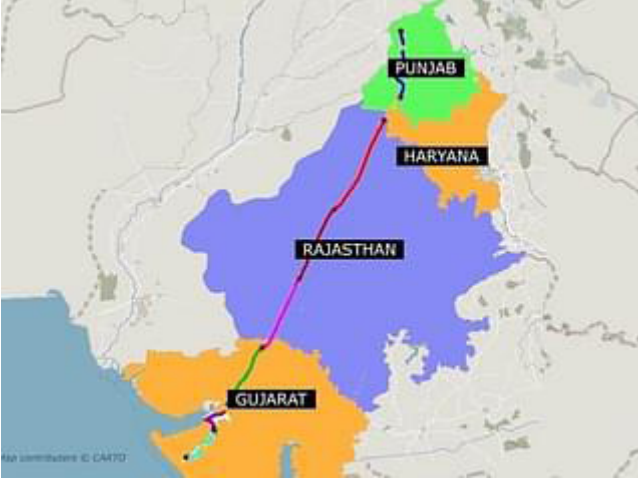 PUNJAB
HARYANA
RAJASTHAN
GUJARAT
Map contributors © CARTO